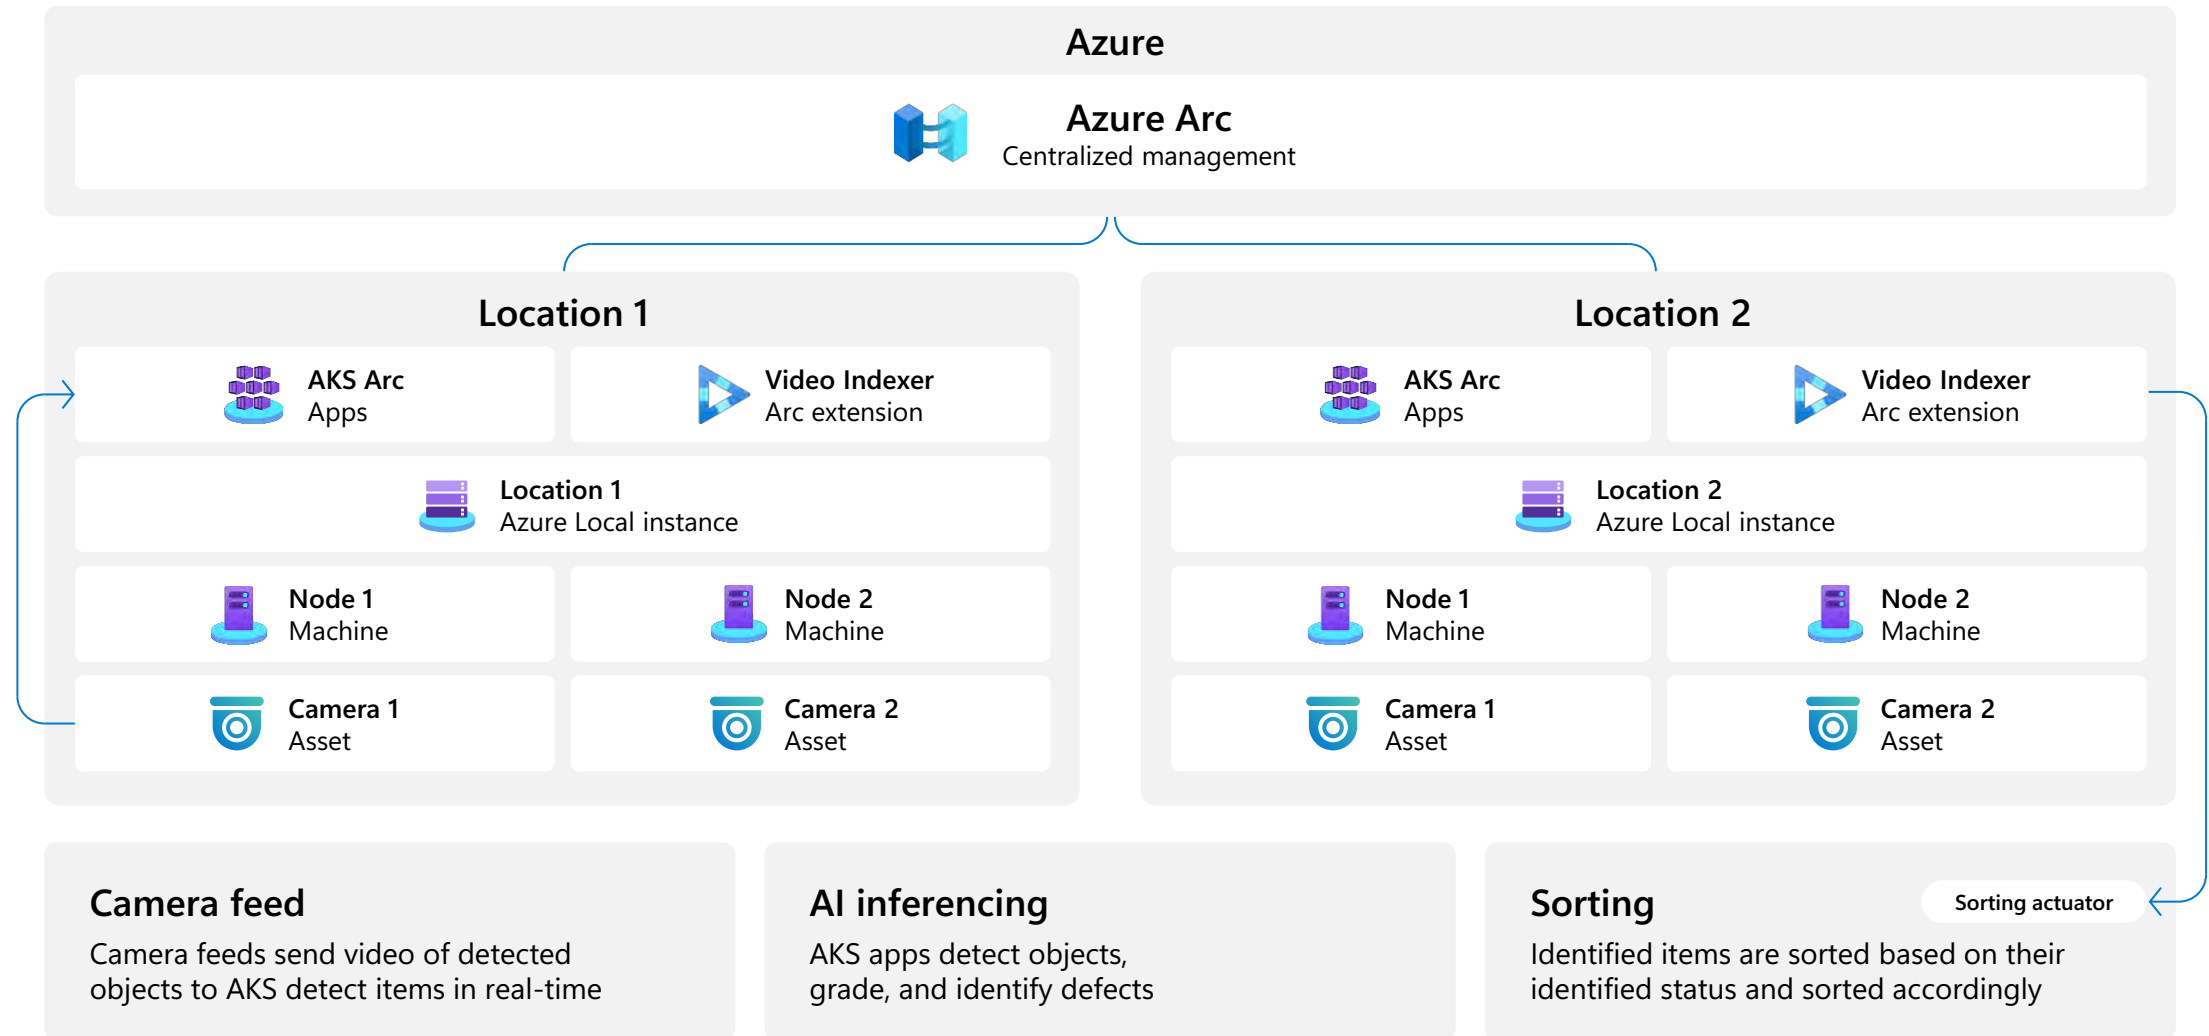 Azure
Azure Arc
Centralized management
Location 1
AKS Arc
Apps
Video Indexer
Arc extension
Location 1
Azure Local instance
Node 1
Machine
Node 2
Machine
Camera 1
Asset
Camera 2
Asset
Location 2
AKS Arc
Apps
Video Indexer
Arc extension
Location 2
Azure Local instance
Node 1
Machine
Node 2
Machine
Camera 1
Asset
Camera 2
Asset
Camera feed
Camera feeds send video of detected
objects to AKS detect items in real-time
AI inferencing
AKS apps detect objects,
grade, and identify defects
Sorting
Sorting actuator
Identified items are sorted based on their
identified status and sorted accordingly